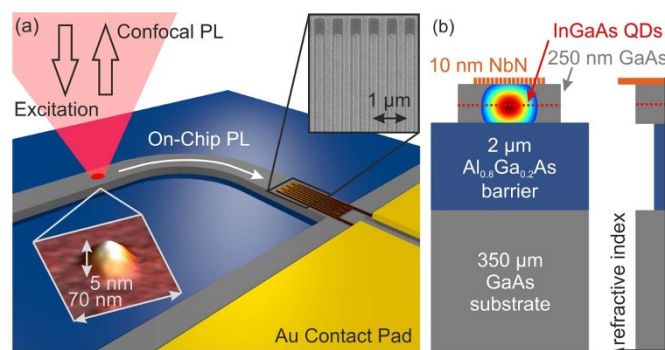 (a)
Confocal PL
Excitation
On-Chip PL
1 µm
5 nm
70 nm
Au Contact Pad
(b)
InGaAs QDs
10 nm NbN
250 nm GaAs
2 µm
Al0.8Ga0.2As
barrier
350 µm
GaAs
substrate
refractive index